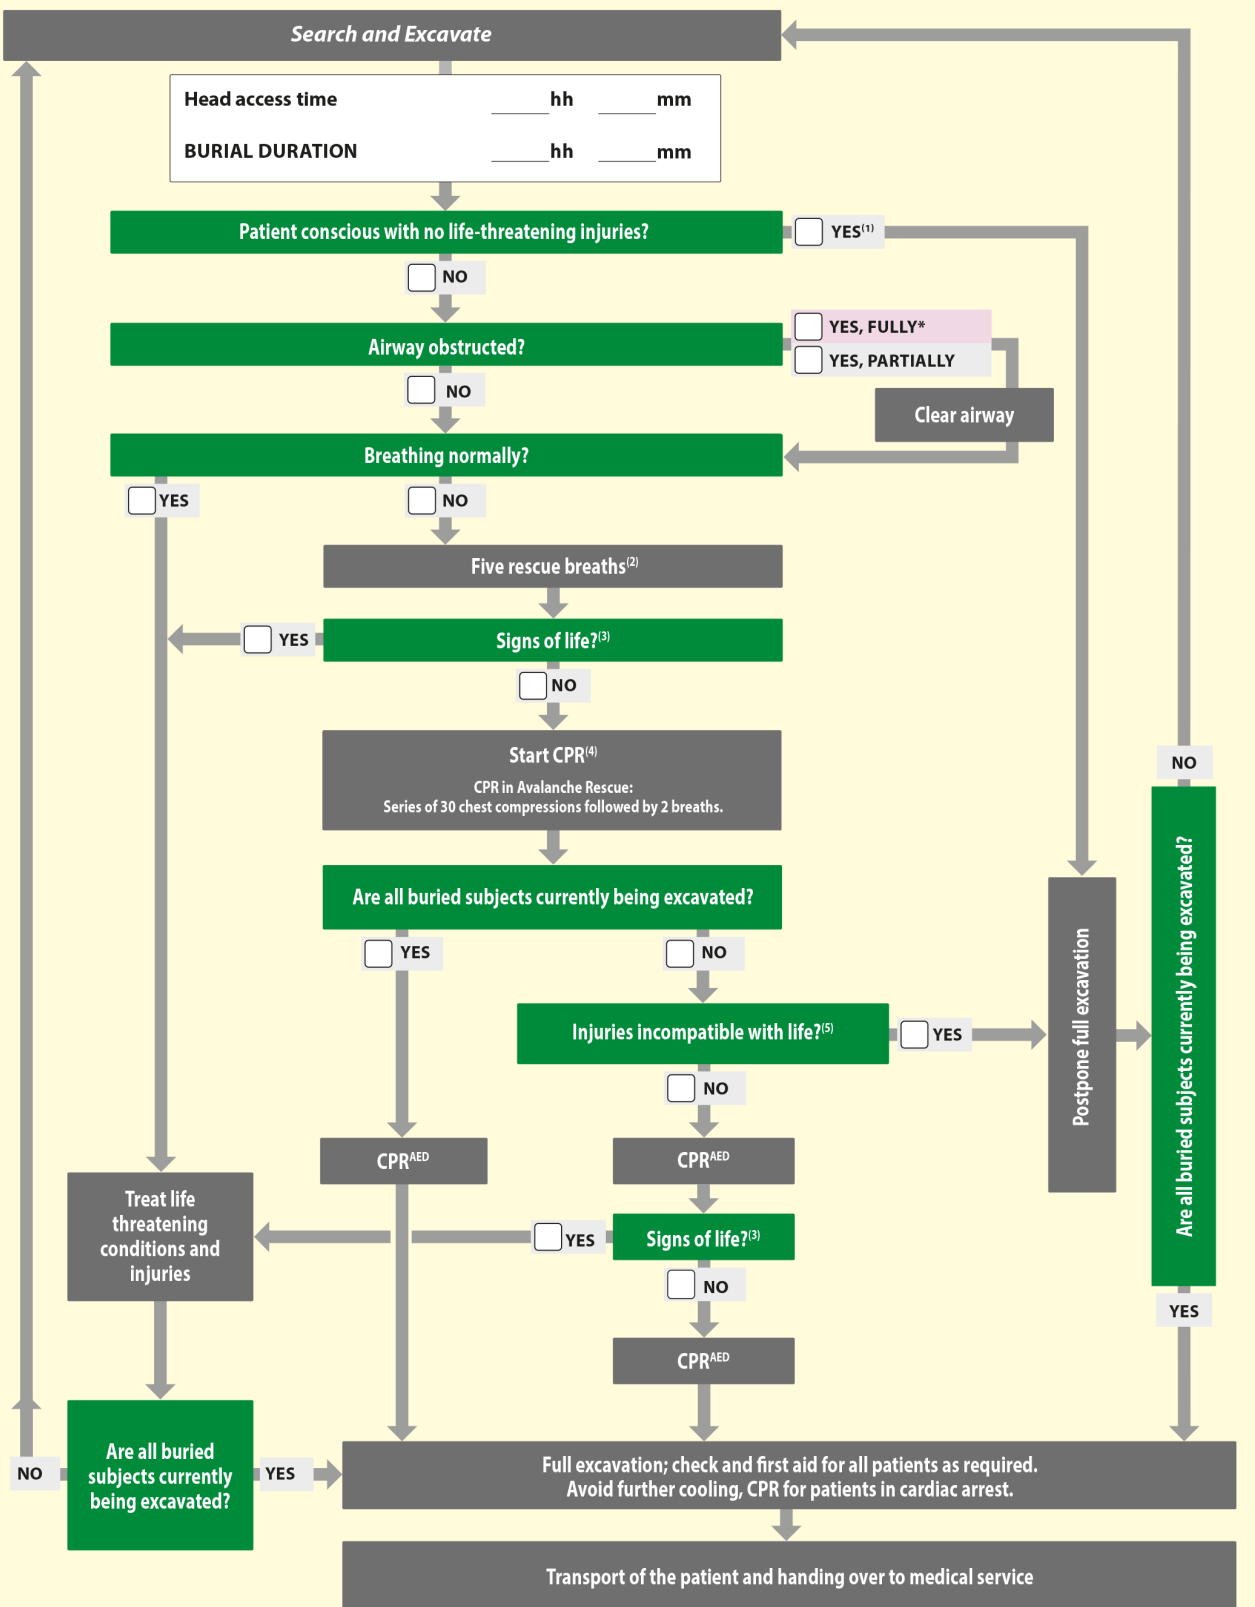 Search and Excavate
Head access time ______hh ______mm
BURIAL DURATION ______hh ______mm
Patient conscious with no life-threatening injuries?
YES(1)
NO
Airway obstructed?
YES, FULLY*
YES, PARTIALLY
NO
Clear airway
Breathing normally?
YES
NO
Five rescue breaths(2)
Signs of life?(3)
YES
NO
Start CPR(4)
CPR in Avalanche Rescue:
Series of 30 chest compressions followed by 2 breaths.
NO
Are all buried subjects currently being excavated?
Are all buried subjects currently being excavated?
YES
NO
Postpone full excavation
Injuries incompatible with life?(5)
YES
NO
CPRAED
CPRAED
Treat life
threatening
conditions and
injuries
Signs of life?(3)
YES
NO
YES
CPRAED
Are all buried
subjects currently
being excavated?
NO
YES
Full excavation; check and first aid for all patients as required.
Avoid further cooling, CPR for patients in cardiac arrest.
Transport of the patient and handing over to medical service